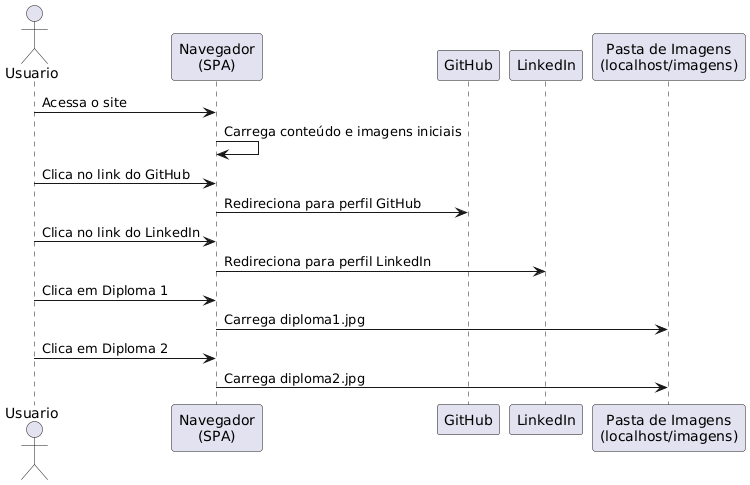 Usuario
Navegador
(SPA)
GitHub
LinkedIn
Pasta de Imagens
(localhost/imagens)
Acessa o site
Carrega conteúdo e imagens iniciais
Clica no link do GitHub
Redireciona para perfil GitHub
Clica no link do LinkedIn
Redireciona para perfil LinkedIn
Clica em Diploma 1
Carrega diploma1.jpg
Clica em Diploma 2
Carrega diploma2.jpg
Usuario
Navegador
(SPA)
GitHub
LinkedIn
Pasta de Imagens
(localhost/imagens)